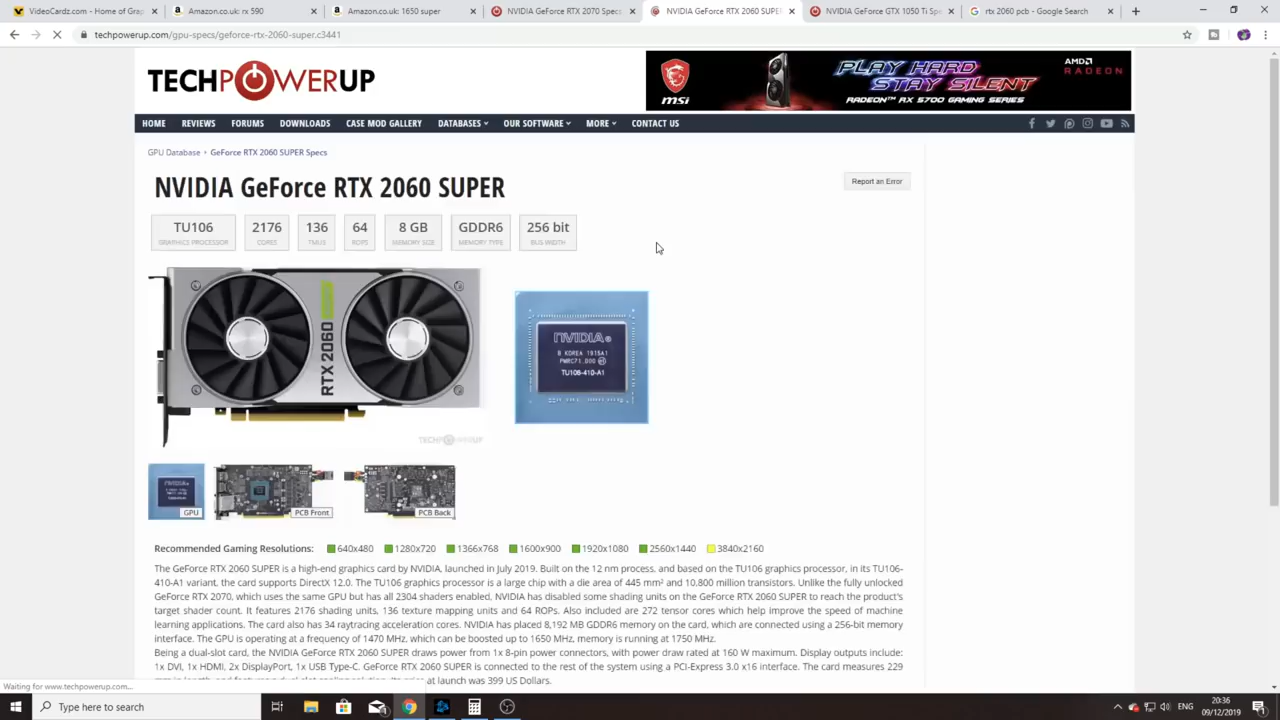 VideoCardz.com - Home of Grap
Amazon.co.uk: rx 590
Amazon.co.uk: 1650 super
NVIDIA GeForce RTX 2070 Specs
NVIDIA GeForce RTX 2060 SUPER
NVIDIA GeForce GTX 1050 Ti Sp
rtx 2060 pcb - Google Search
techpowerup.com/gpu-specs/geforce-rtx-2060-super.c3441
TECHPOWERUP
msi
PLAY HARD
STAY SILENT
RADEON™ RX 5700 GAMING SERIES
AMD
RADEON
HOME REVIEWS FORUMS DOWNLOADS CASE MOD GALLERY DATABASES OUR SOFTWARE MORE CONTACT US
GPU Database › GeForce RTX 2060 SUPER Specs
NVIDIA GeForce RTX 2060 SUPER
Report an Error
TU106 2176 136 64 8 GB GDDR6 256 bit
GRAPHICS PROCESSOR CORES TMUS ROPS MEMORY SIZE MEMORY TYPE BUS WIDTH
RTX 2060
TECHPOWERUP
NVIDIA
TU106-410-A1
GPU
PCB Front
PCB Back
Recommended Gaming Resolutions: 640x480 1280x720 1366x768 1600x900 1920x1080 2560x1440 3840x2160
The GeForce RTX 2060 SUPER is a high-end graphics card by NVIDIA, launched in July 2019. Built on the 12 nm process, and based on the TU106 graphics processor, in its TU106-
410-A1 variant, the card supports DirectX 12.0. The TU106 graphics processor is a large chip with a die area of 445 mm² and 10,800 million transistors. Unlike the fully unlocked
GeForce RTX 2070, which uses the same GPU but has all 2304 shaders enabled, NVIDIA has disabled some shading units on the GeForce RTX 2060 SUPER to reach the product's
target shader count. It features 2176 shading units, 136 texture mapping units and 64 ROPs. Also included are 272 tensor cores which help improve the speed of machine
learning applications. The card also has 34 raytracing acceleration cores. NVIDIA has placed 8,192 MB GDDR6 memory on the card, which are connected using a 256-bit memory
interface. The GPU is operating at a frequency of 1470 MHz, which can be boosted up to 1650 MHz, memory is running at 1750 MHz.
Being a dual-slot card, the NVIDIA GeForce RTX 2060 SUPER draws power from 1x 8-pin power connectors, with power draw rated at 160 W maximum. Display outputs include:
1x DVI, 1x HDMI, 2x DisplayPort, 1x USB Type-C. GeForce RTX 2060 SUPER is connected to the rest of the system using a PCI-Express 3.0 x16 interface. The card measures 229
at launch was 399 US Dollars.
Waiting for www.techpowerup.com...
Type here to search
20:36
09/12/2019